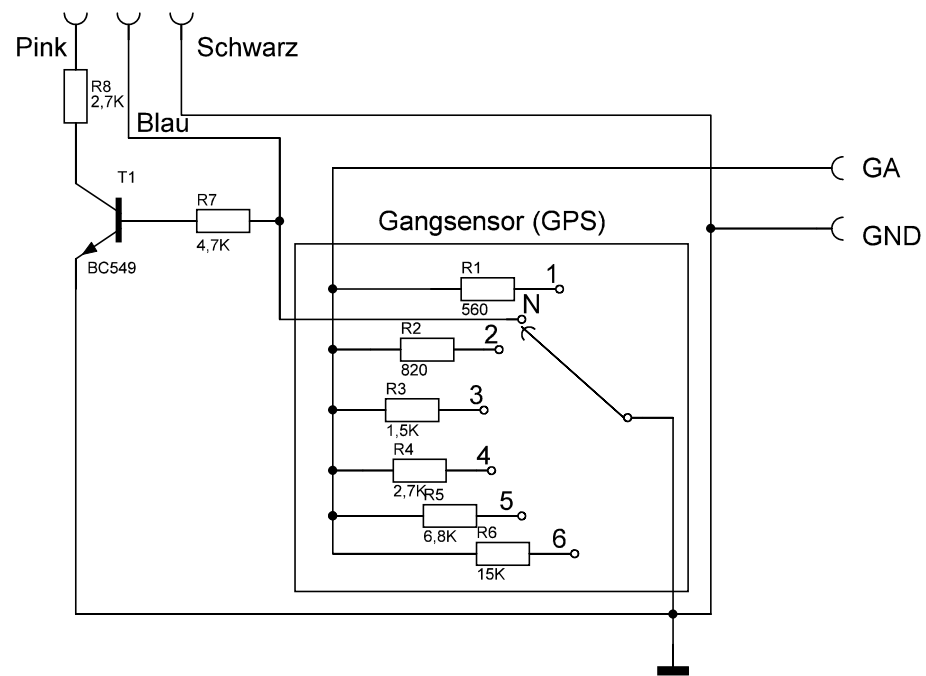 Pink
Schwarz
R8
2,7K
Blau
GA
T1
R7
4,7K
Gangsensor (GPS)
GND
BC549
R1
1
560
N
R2
2
820
R3
3
1,5K
R4
4
2,7K
R5
5
6,8K
R6
6
15K